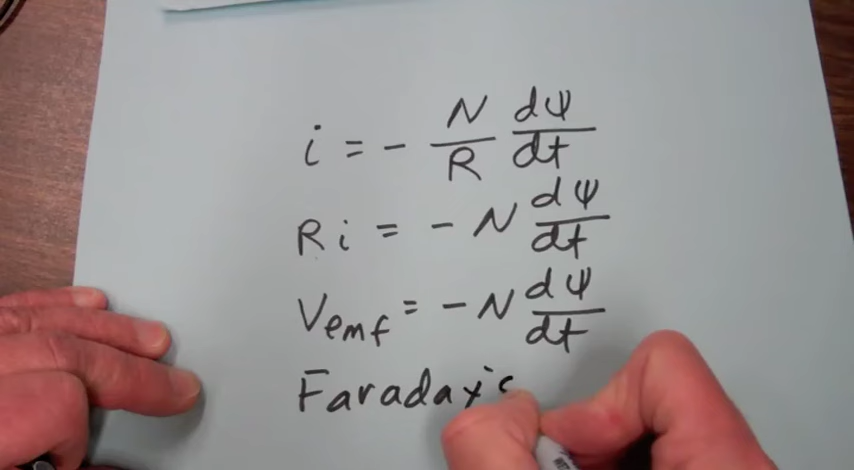 i = - N/R dψ/dt
Ri = - N dψ/dt
Vemf = - N dψ/dt
Faraday's